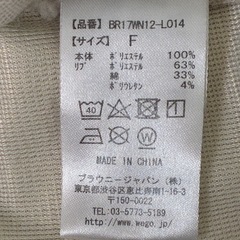 【品番】 BR17WN12-L014
【サイズ】 F
本体 ポリエステル 100%
リブ ポリエステル 63%
綿 33%
ポリウレタン 4%
40
MADE IN CHINA
ブラウニージャパン（株）
東京都渋谷区恵比寿南1-16-3
〒150-0022
TEL 03-5773-5189
http://www.wego.jp/